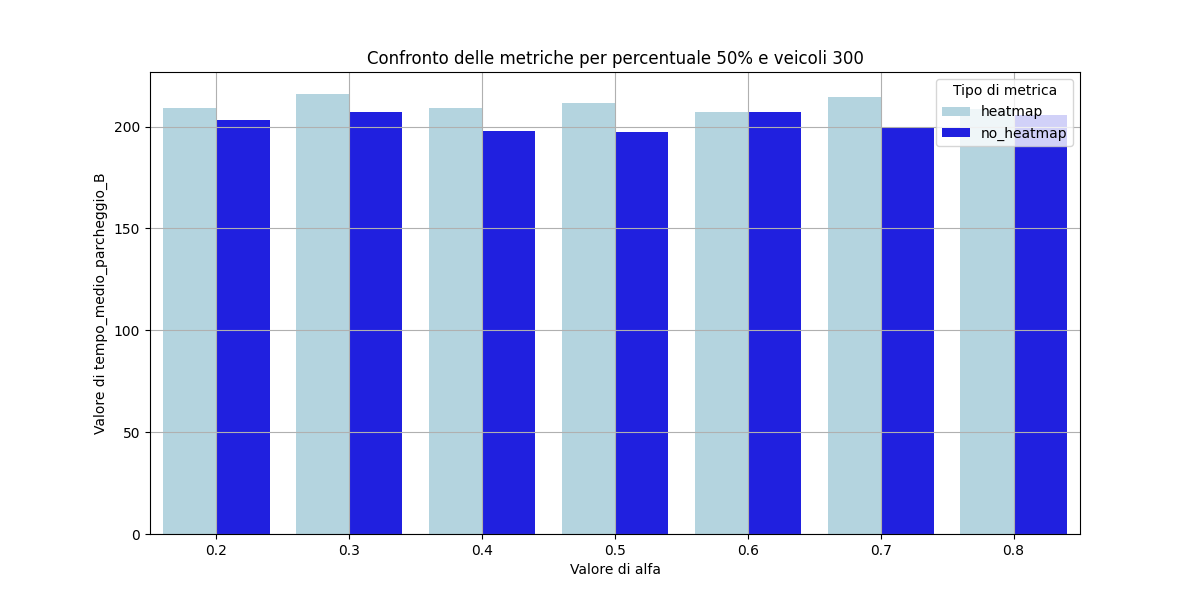 Confronto delle metriche per percentuale 50% e veicoli 300
Valore di tempo_medio_parcheggio_B
200
150
100
50
0
Tipo di metrica
heatmap
no_heatmap
0.2 0.3 0.4 0.5 0.6 0.7 0.8
Valore di alfa